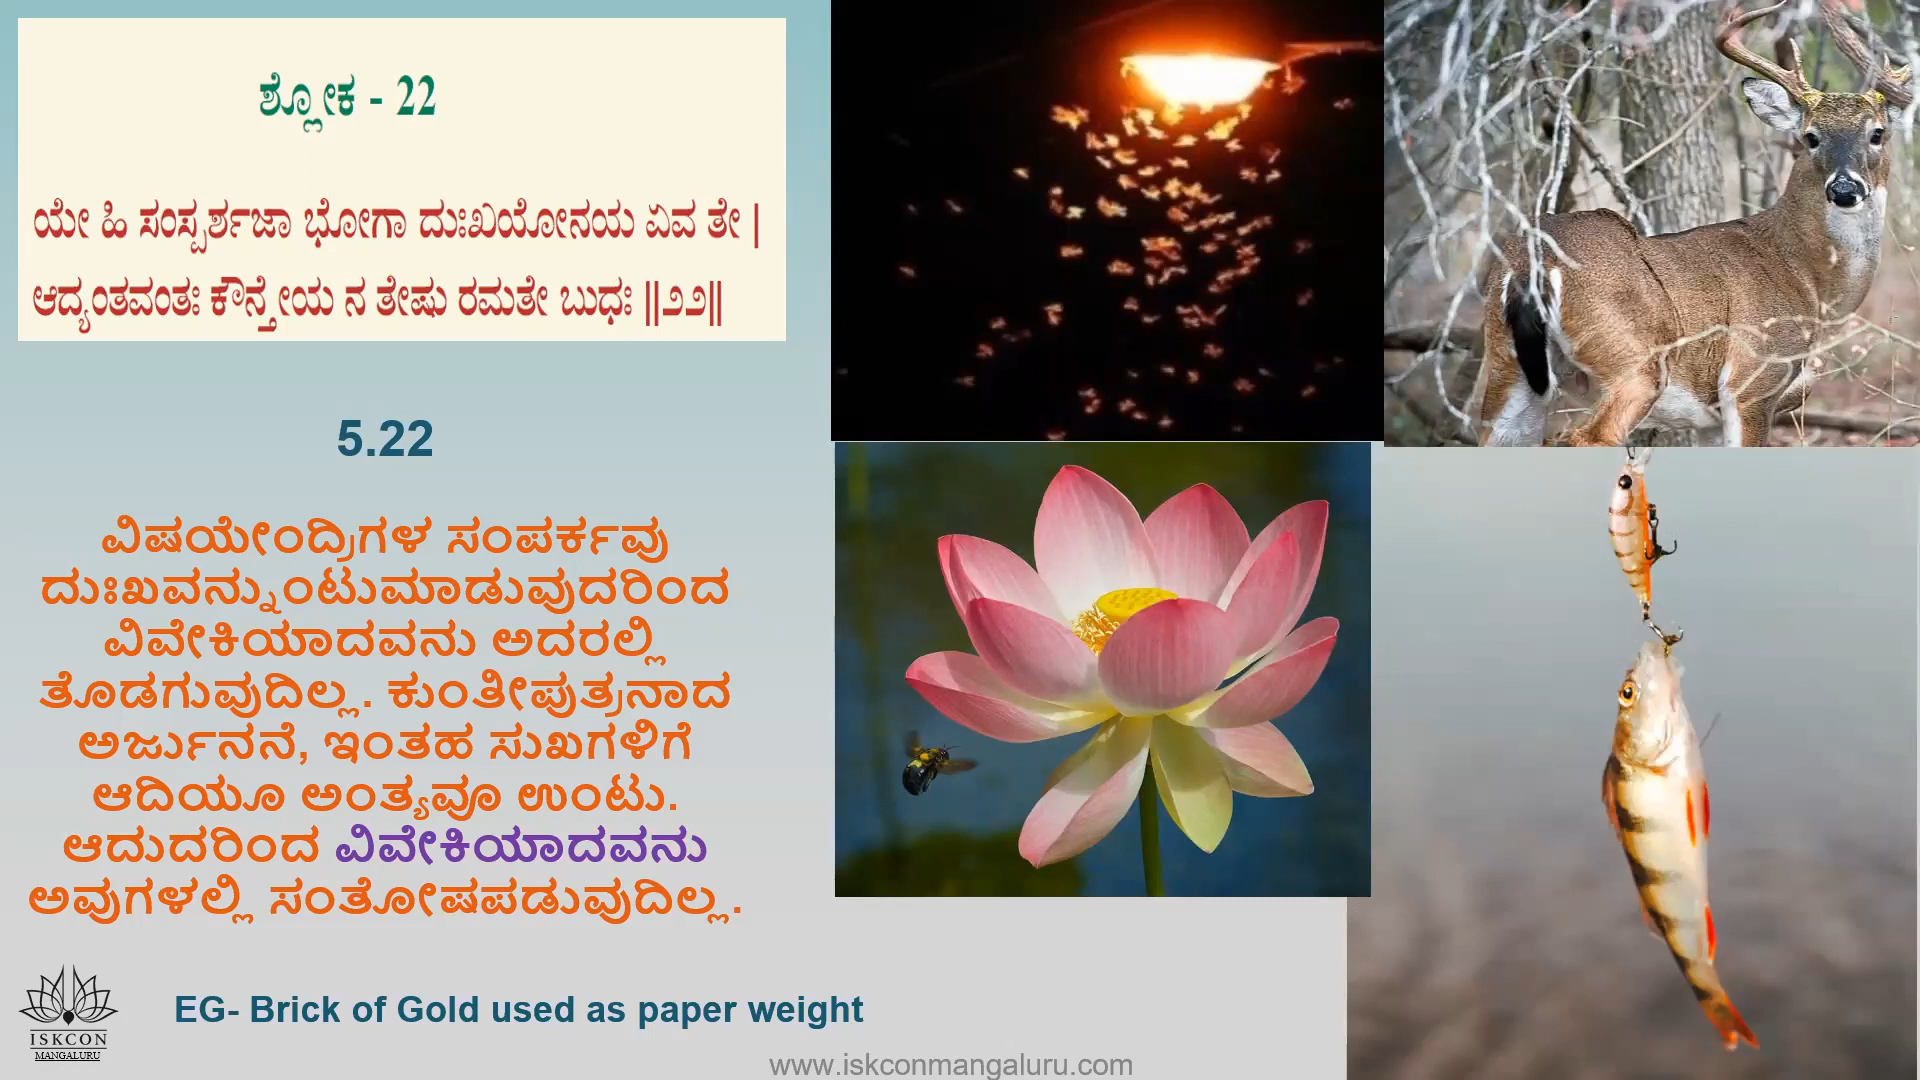 ಶ್ಲೋಕ - 22
ಯೇ ಹಿ ಸಂಸ್ಪರ್ಶಜಾ ಭೋಗಾ ದುಃಖಯೋನಯ ಏವ ತೇ |
ಆದ್ಯಂತವಂತಃ ಕೌನ್ತೇಯ ನ ತೇಷು ರಮತೇ ಬುಧಃ ||೨೨||
5.22
ವಿಷಯೇಂದ್ರಿಗಳ ಸಂಪರ್ಕವು
ದುಃಖವನ್ನುಂಟುಮಾಡುವುದರಿಂದ
ವಿವೇಕಿಯಾದವನು ಅದರಲ್ಲಿ
ತೊಡಗುವುದಿಲ್ಲ. ಕುಂತೀಪುತ್ರನಾದ
ಅರ್ಜುನನೆ, ಇಂತಹ ಸುಖಗಳಿಗೆ
ಆದಿಯೂ ಅಂತ್ಯವೂ ಉಂಟು.
ಆದುದರಿಂದ ವಿವೇಕಿಯಾದವನು
ಅವುಗಳಲ್ಲಿ ಸಂತೋಷಪಡುವುದಿಲ್ಲ.
EG- Brick of Gold used as paper weight
ISKCON
MANGALURU
www.iskconmangaluru.com